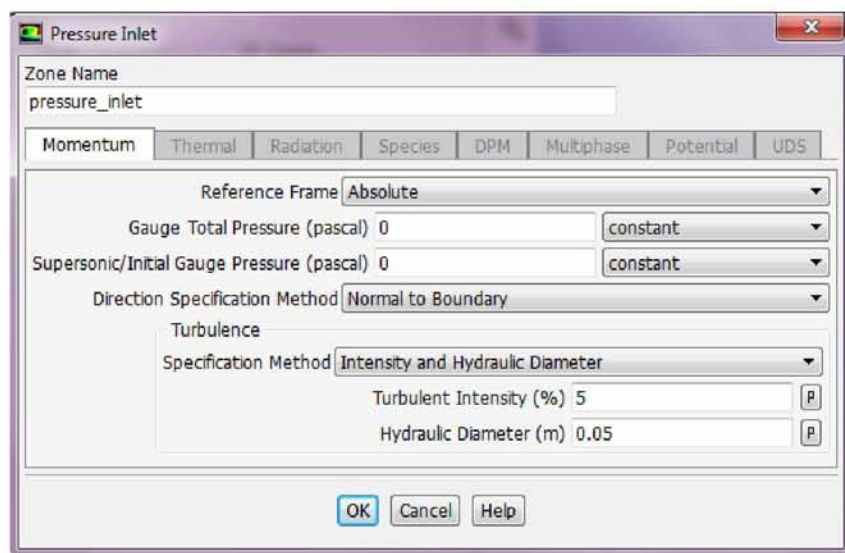 Pressure Inlet
Zone Name
pressure_inlet
Momentum Thermal Radiation Species DPM Multiphase Potential UDS
Reference Frame Absolute
Gauge Total Pressure (pascal) 0 constant
Supersonic/Initial Gauge Pressure (pascal) 0 constant
Direction Specification Method Normal to Boundary
Turbulence
Specification Method Intensity and Hydraulic Diameter
Turbulent Intensity (%) 5 P
Hydraulic Diameter (m) 0.05 P
OK Cancel Help